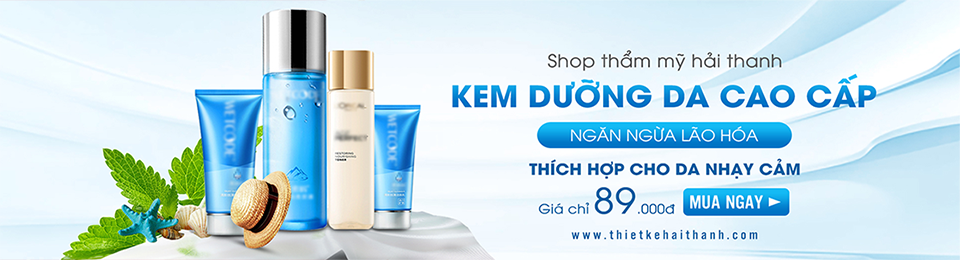 Shop thẩm mỹ hải thanh
KEM DƯỠNG DA CAO CẤP
NGĂN NGỪA LÃO HÓA
THÍCH HỢP CHO DA NHẠY CẢM
Giá chỉ 89.000đ MUA NGAY
www.thietkehaithanh.com